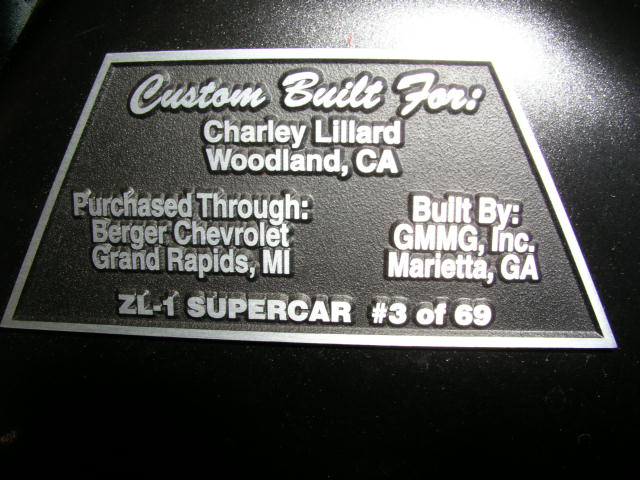 Custom Built For:
Charley Lillard
Woodland, CA
Purchased Through:
Berger Chevrolet
Grand Rapids, MI
Built By:
GMMG, Inc.
Marietta, GA
ZL-1 SUPERCAR #3 of 69